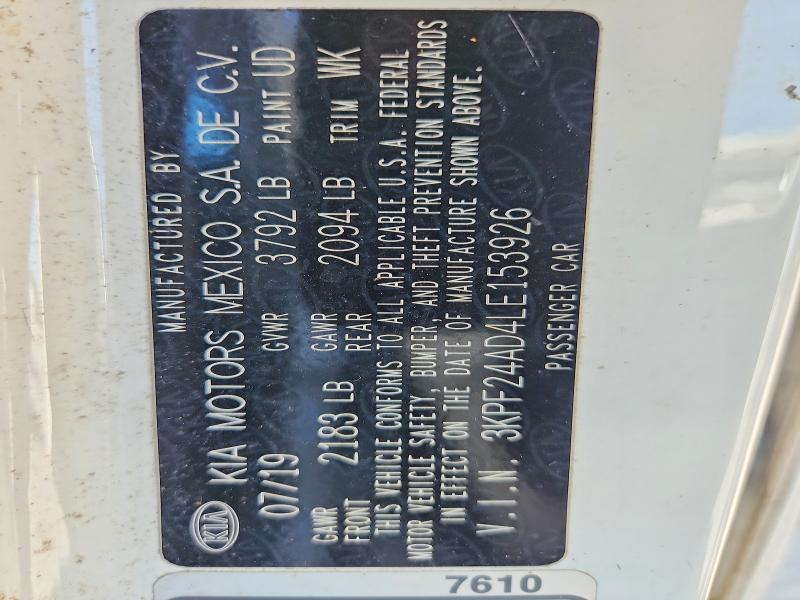 MANUFACTURED BY
KIA KIA MOTORS MEXICO S.A. DE C.V.
07/19 GVWR 3792 LB PAINT UD
GAWR FRONT 2183 LB GAWR REAR 2094 LB TRIM WK
THIS VEHICLE CONFORMS TO ALL APPLICABLE U.S.A. FEDERAL
MOTOR VEHICLE SAFETY, BUMPER, AND THEFT PREVENTION STANDARDS
IN EFFECT ON THE DATE OF MANUFACTURE SHOWN ABOVE.
V.I.N. 3KPF24AD4LE153926
PASSENGER CAR
7610